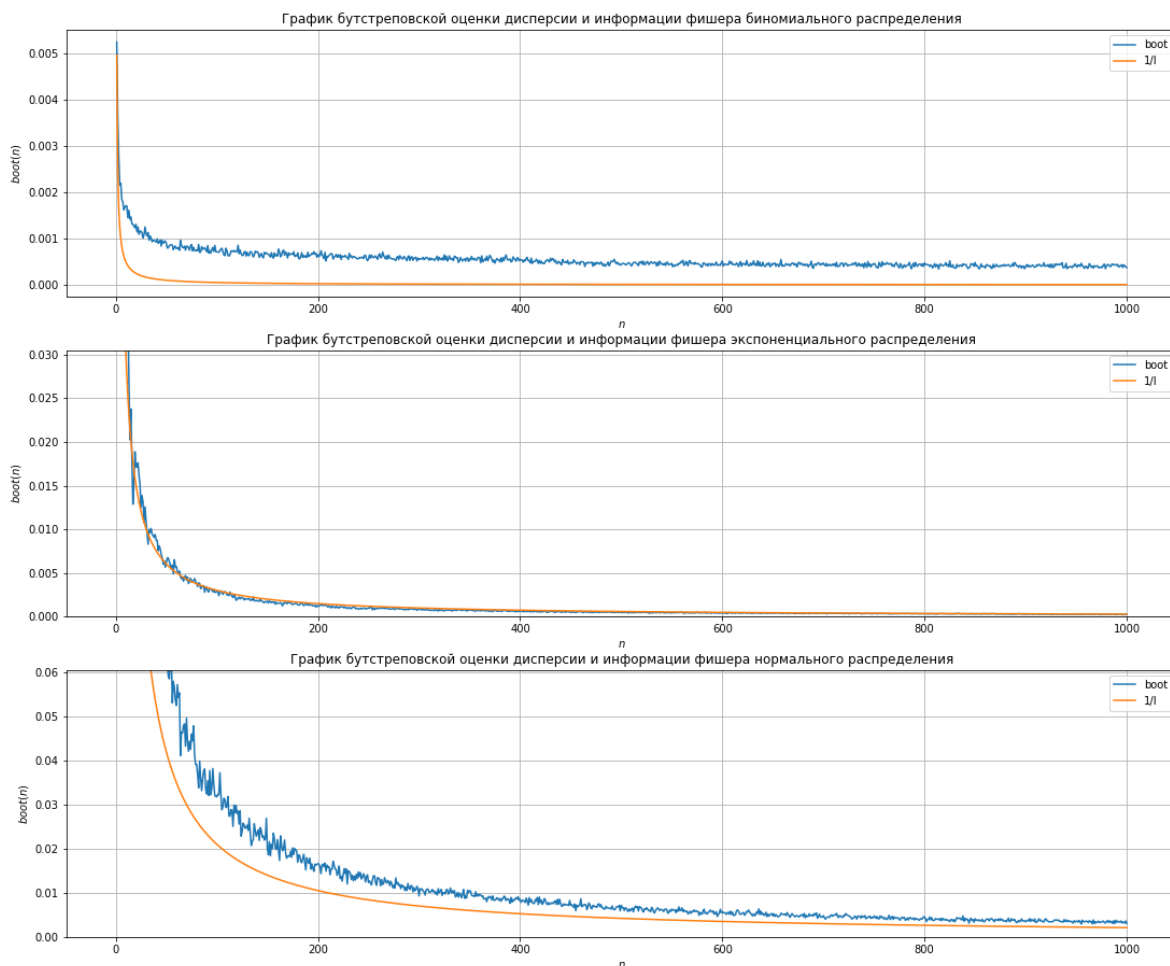 График бутстреповской оценки дисперсии и информации фишера биномиального распределения
boot
1/I
boot(n)
0.005
0.004
0.003
0.002
0.001
0.000
0 200 400 600 800 1000
n
График бутстреповской оценки дисперсии и информации фишера экспоненциального распределения
boot
1/I
boot(n)
0.030
0.025
0.020
0.015
0.010
0.005
0.000
0 200 400 600 800 1000
n
График бутстреповской оценки дисперсии и информации фишера нормального распределения
boot
1/I
boot(n)
0.06
0.05
0.04
0.03
0.02
0.01
0.00
0 200 400 600 800 1000
n